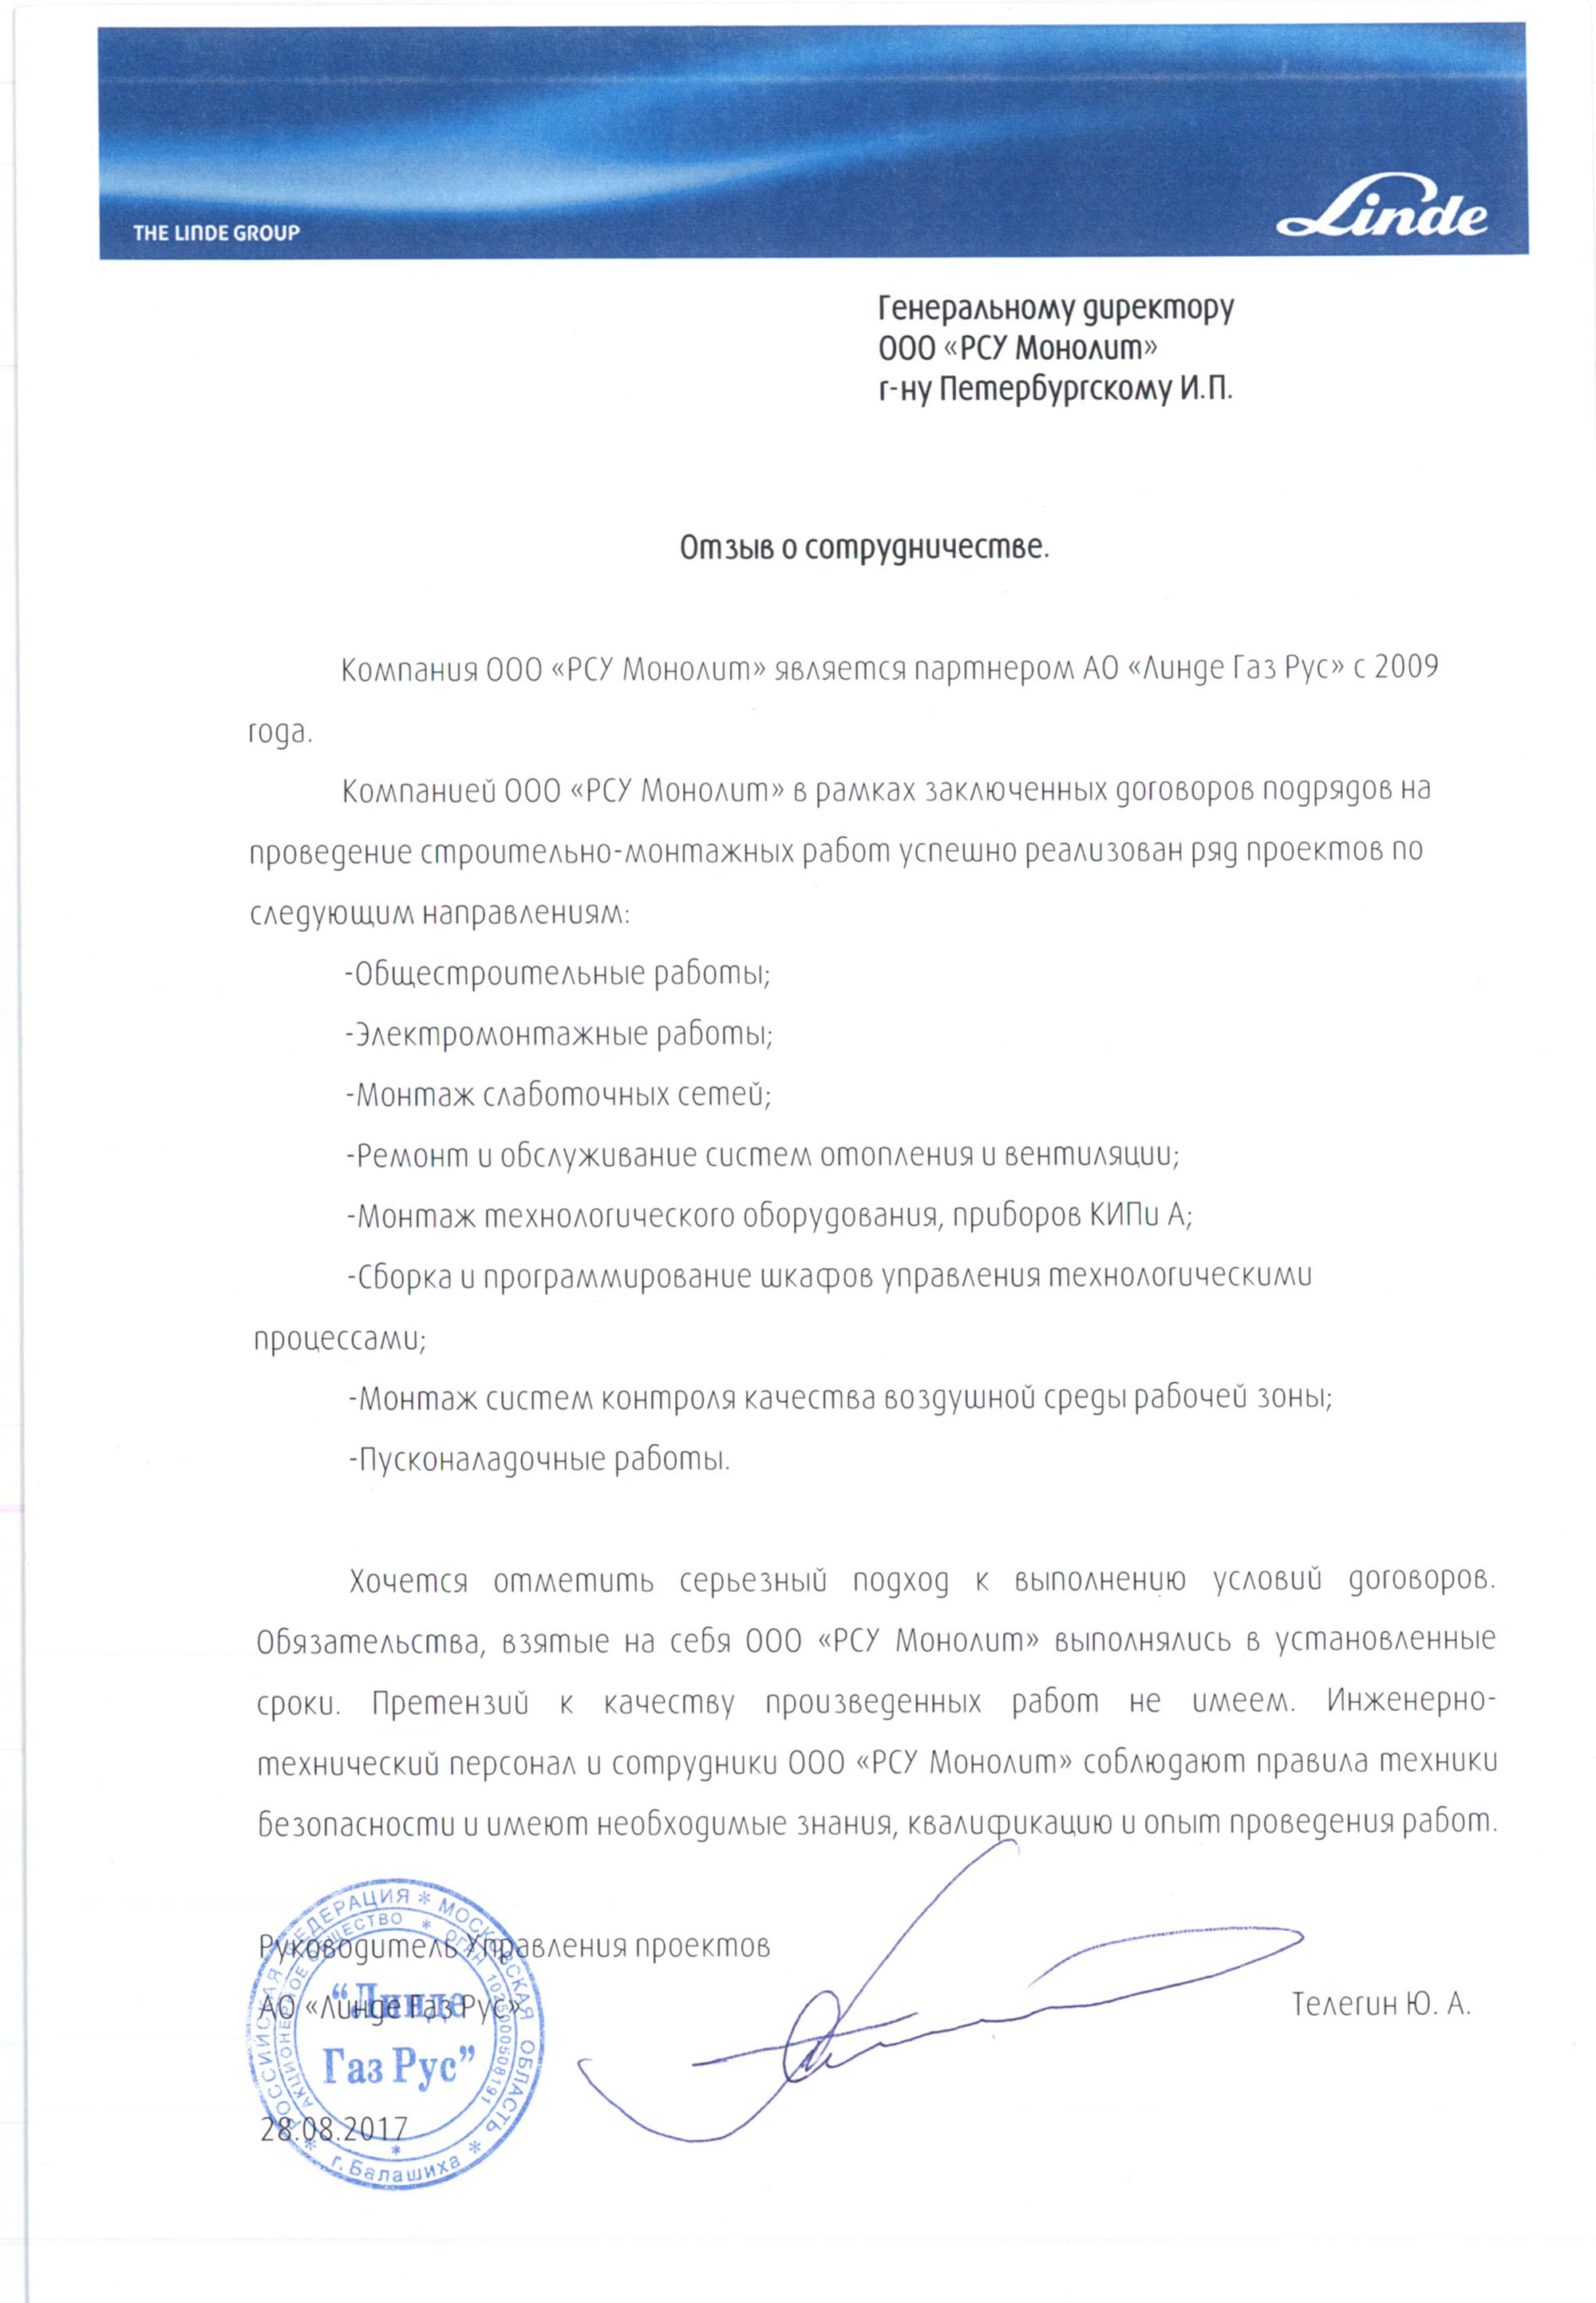 THE LINDE GROUP
Linde
Генеральному директору
ООО «РСУ Монолит»
г-ну Петербургскому И.П.
Отзыв о сотрудничестве.
Компания ООО «РСУ Монолит» является партнером АО «Линде Газ Рус» с 2009
года.
Компанией ООО «РСУ Монолит» в рамках заключенных договоров подрядов на
проведение строительно-монтажных работ успешно реализован ряд проектов по
следующим направлениям:
-Общестроительные работы;
-Электромонтажные работы;
-Монтаж слаботочных сетей;
-Ремонт и обслуживание систем отопления и вентиляции;
-Монтаж технологического оборудования, приборов КИПи А;
-Сборка и программирование шкафов управления технологическими
процессами;
-Монтаж систем контроля качества воздушной среды рабочей зоны;
-Пусконаладочные работы.
Хочется отметить серьезный подход к выполнению условий договоров.
Обязательства, взятые на себя ООО «РСУ Монолит» выполнялись в установленные
сроки. Претензий к качеству произведенных работ не имеем. Инженерно-
технический персонал и сотрудники ООО «РСУ Монолит» соблюдают правила техники
безопасности и имеют необходимые знания, квалификацию и опыт проведения работ.
Руководитель Управления проектов
АО «Линде Газ Рус»
Телегин Ю. А.
28.08.2017
РОССИЙСКАЯ ФЕДЕРАЦИЯ * МОСКОВСКАЯ ОБЛАСТЬ * г. Балашиха *
АКЦИОНЕРНОЕ ОБЩЕСТВО * ОГРН 1025000508191 *
“Линде
Газ Рус”